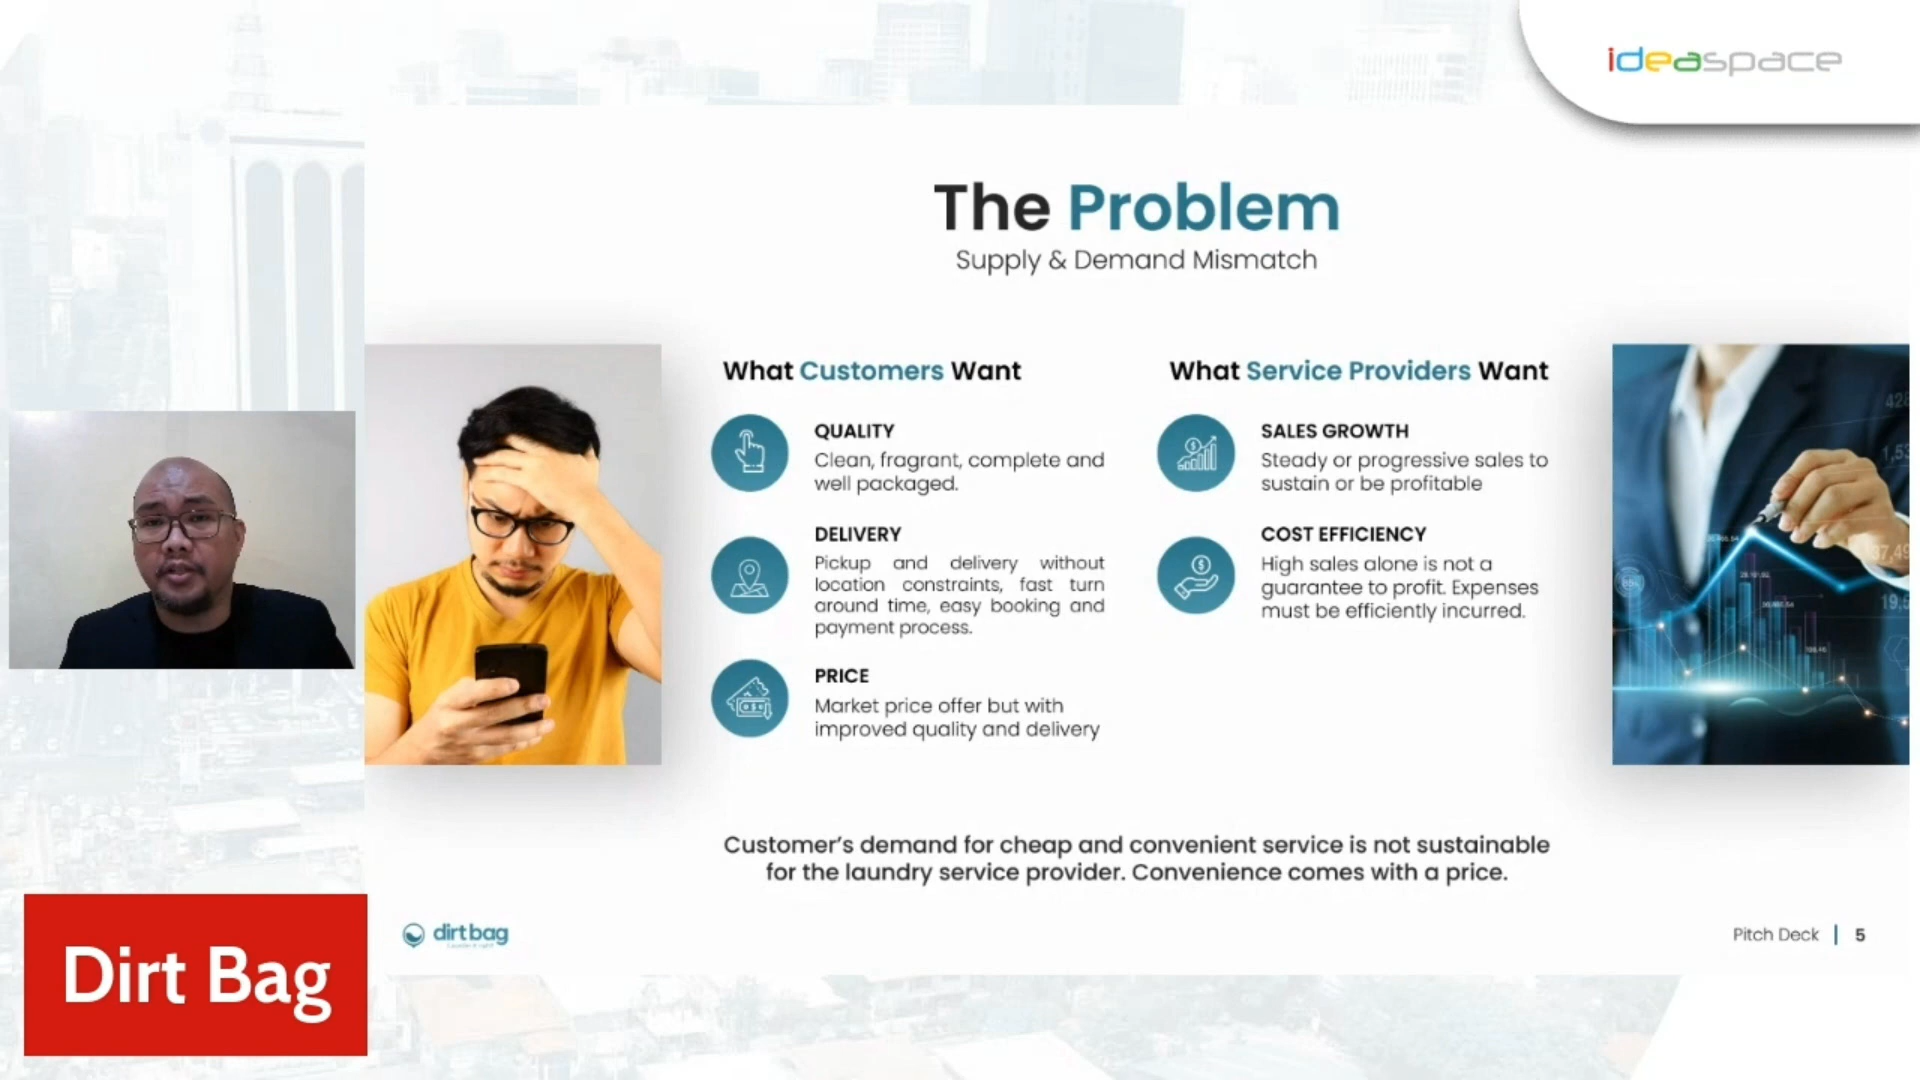 ideaspace
The Problem
Supply & Demand Mismatch
What Customers Want
QUALITY
Clean, fragrant, complete and
well packaged.
DELIVERY
Pickup and delivery without
location constraints, fast turn
around time, easy booking and
payment process.
PRICE
Market price offer but with
improved quality and delivery
What Service Providers Want
SALES GROWTH
Steady or progressive sales to
sustain or be profitable
COST EFFICIENCY
High sales alone is not a
guarantee to profit. Expenses
must be efficiently incurred.
Customer's demand for cheap and convenient service is not sustainable
for the laundry service provider. Convenience comes with a price.
dirtbag
Pitch Deck | 5
Dirt Bag